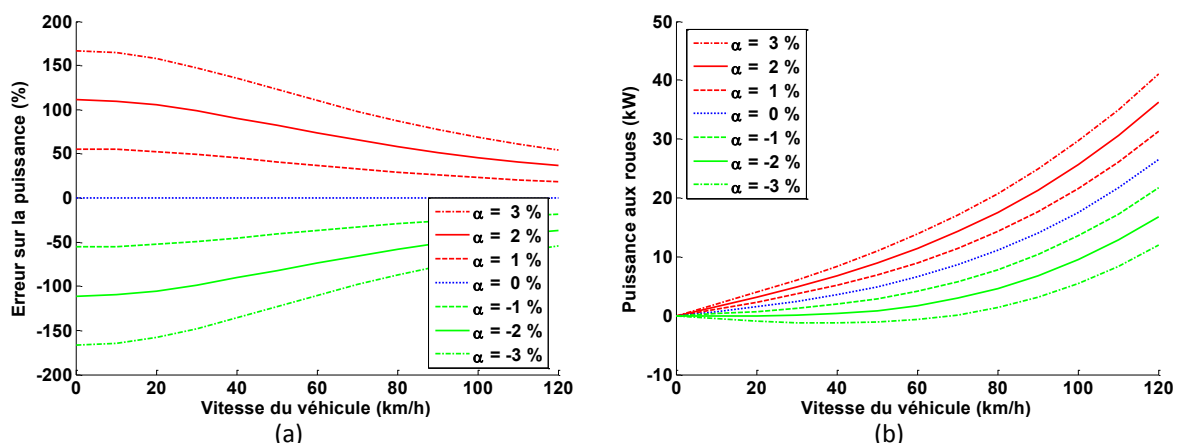 200
150
100
50
0
-50
-100
-150
-200
Erreur sur la puissance (%)
0
20
40
60
80
100
120
Vitesse du véhicule (km/h)
α = 3 %
α = 2 %
α = 1 %
α = 0 %
α = -1 %
α = -2 %
α = -3 %
(a)
50
40
30
20
10
0
-10
Puissance aux roues (kW)
0
20
40
60
80
100
120
Vitesse du véhicule (km/h)
α = 3 %
α = 2 %
α = 1 %
α = 0 %
α = -1 %
α = -2 %
α = -3 %
(b)